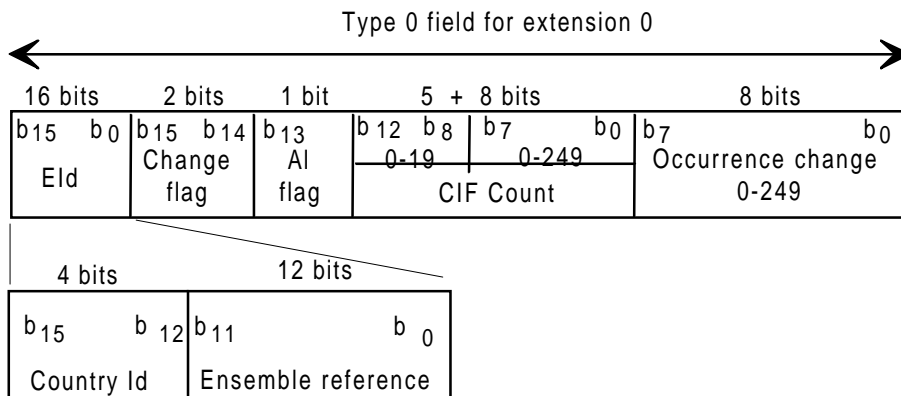 Type 0 field for extension 0
16 bits 2 bits 1 bit 5 + 8 bits 8 bits
b15 b0 b15 b14 b13 b12 b8 b7 b0 b7 b0
EId Change flag AI flag 0-19 0-249 CIF Count Occurrence change 0-249
4 bits 12 bits
b15 b12 b11 b0
Country Id Ensemble reference